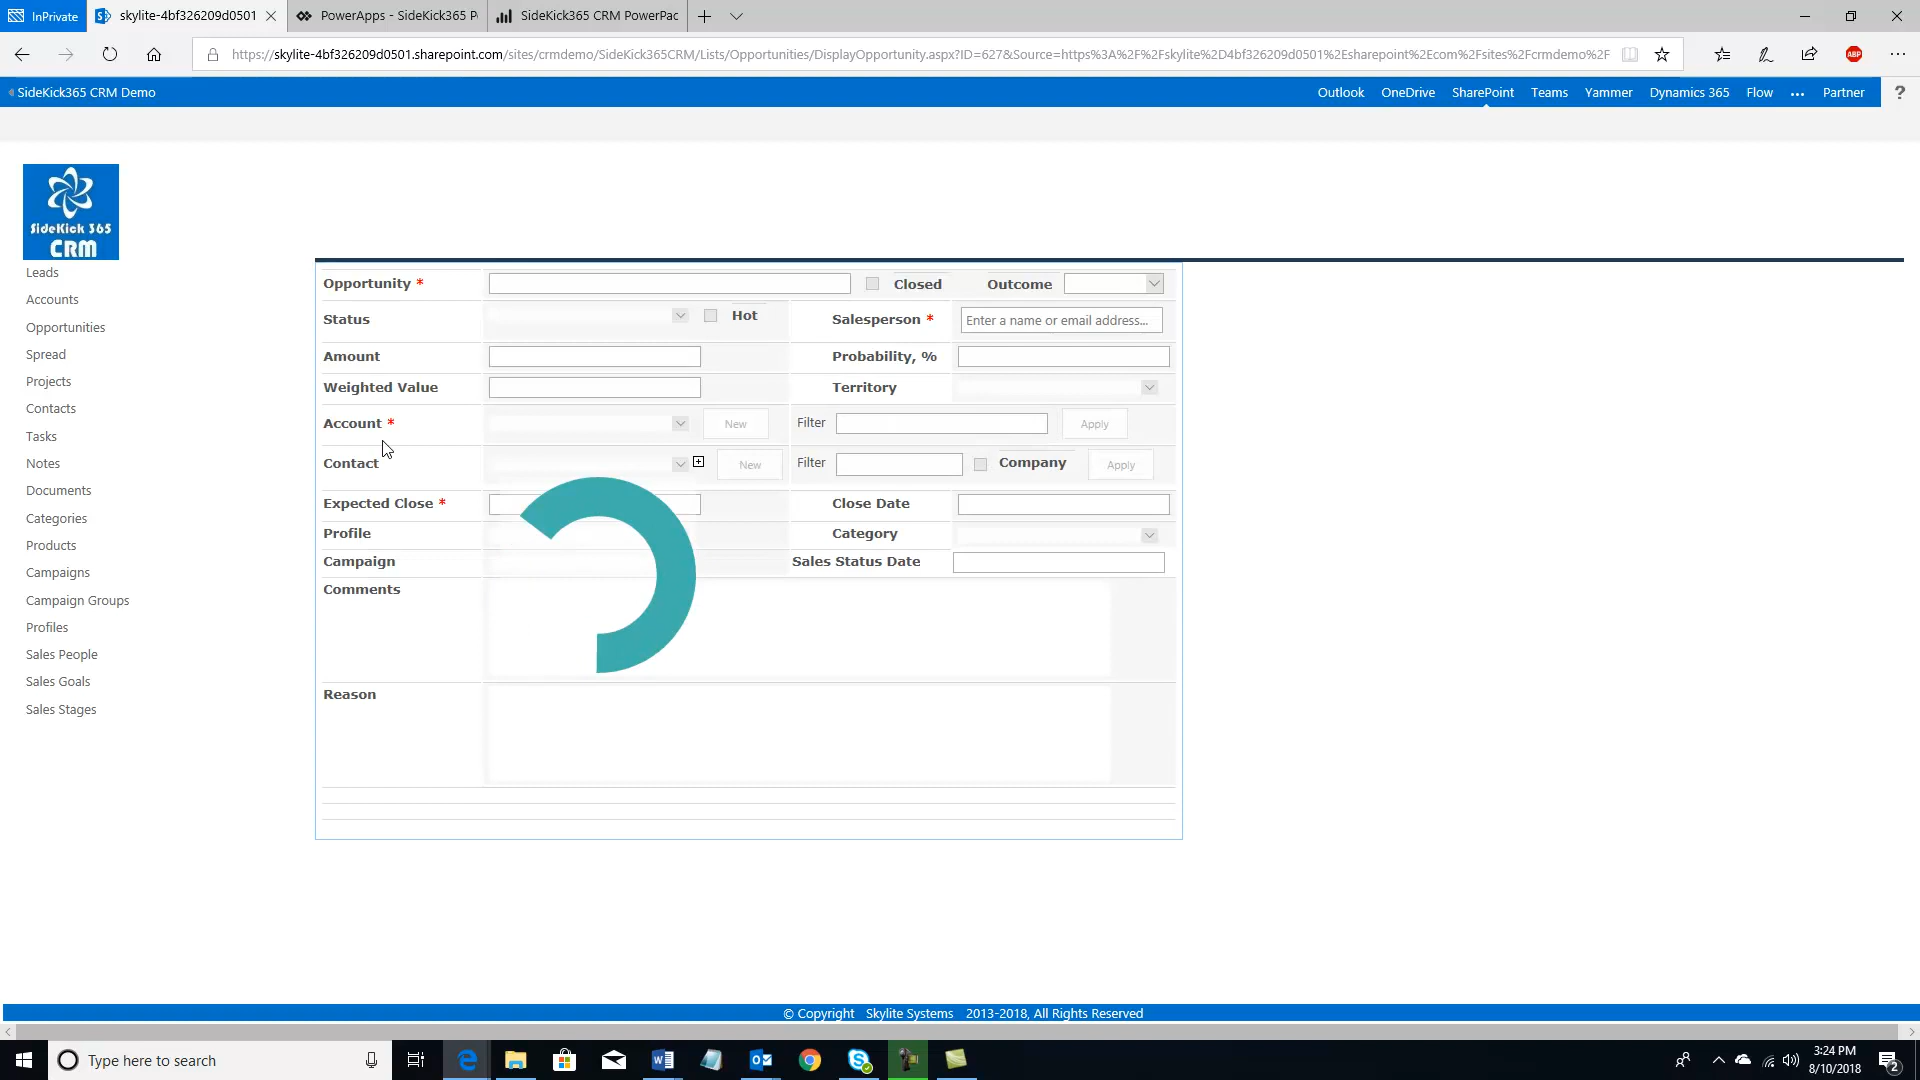 InPrivate
skylite-4bf326209d0501
PowerApps - SideKick365 P
SideKick365 CRM PowerPac
https://skylite-4bf326209d0501.sharepoint.com/sites/crmdemo/SideKick365CRM/Lists/Opportunities/DisplayOpportunity.aspx?ID=627&Source=https%3A%2F%2Fskylite%2D4bf326209d0501%2Esharepoint%2Ecom%2Fsites%2Fcrmdemo%2F
ABP
SideKick365 CRM Demo
Outlook OneDrive SharePoint Teams Yammer Dynamics 365 Flow ... Partner ?
SideKick 365
CRM
Leads
Accounts
Opportunities
Spread
Projects
Contacts
Tasks
Notes
Documents
Categories
Products
Campaigns
Campaign Groups
Profiles
Sales People
Sales Goals
Sales Stages
Opportunity * Closed Outcome
Status Hot Salesperson * Enter a name or email address...
Amount Probability, %
Weighted Value Territory
Account * New Filter Apply
Contact New Filter Company Apply
Expected Close * Close Date
Profile Category
Campaign Sales Status Date
Comments
Reason
© Copyright Skylite Systems 2013-2018, All Rights Reserved
Type here to search
3:24 PM
8/10/2018
2